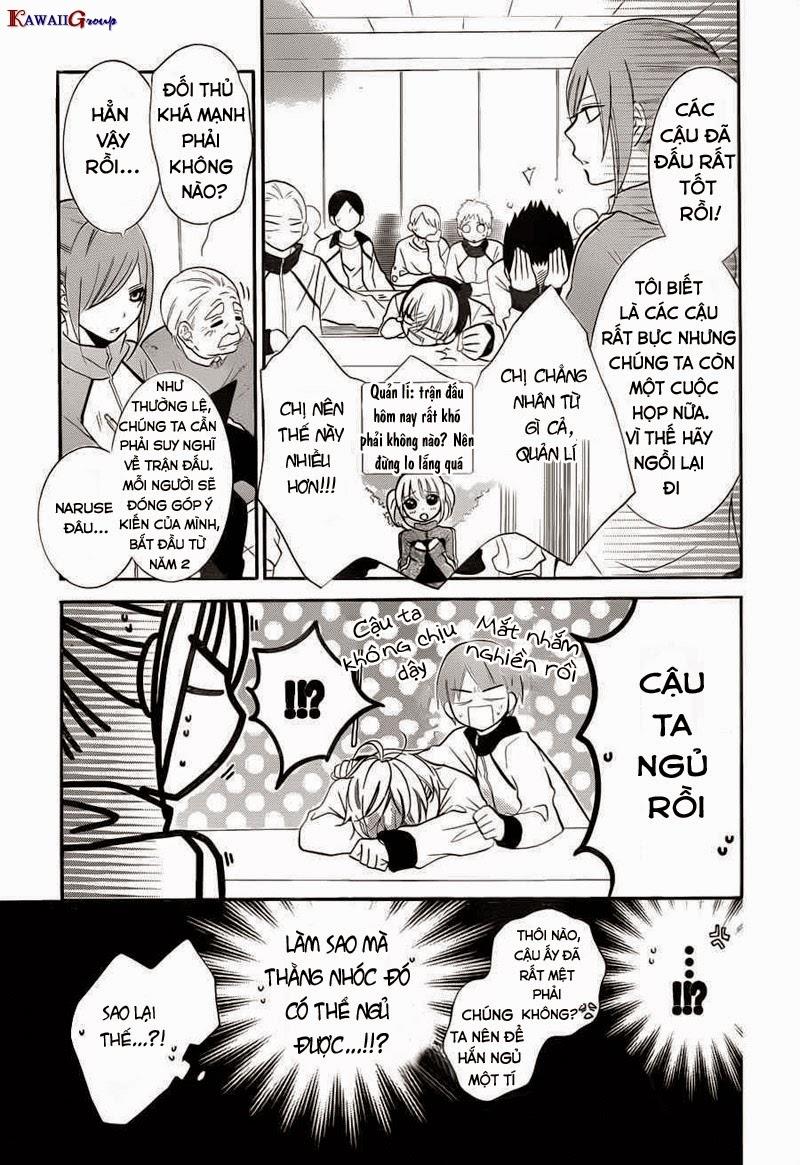 KAWAIIGroup
CÁC
CẬU ĐÃ
ĐẤU RẤT
TỐT
RỒI!
TÔI BIẾT
LÀ CÁC CẬU
RẤT BỰC NHƯNG
CHÚNG TA CÒN
MỘT CUỘC
HỌP NỮA.
VÌ THẾ HÃY
NGỒI LẠI
ĐI
CHỊ CHẲNG
NHÂN TỪ
GÌ CẢ,
QUẢN LÍ
Quản lí: trận đấu
hôm nay rất khó
phải không nào? Nên
đừng lo lắng quá
CHỊ NÊN
THẾ NÀY
NHIỀU
HƠN!!!
ĐỐI THỦ
KHÁ MẠNH
PHẢI
KHÔNG
NÀO?
HẲN
VẬY
RỒI...
NHƯ
THƯỜNG LỆ,
CHÚNG TA CẦN
PHẢI SUY NGHĨ
VỀ TRẬN ĐẤU.
MỖI NGƯỜI SẼ
ĐÓNG GÓP Ý
KIẾN CỦA MÌNH,
BẮT ĐẦU TỪ
NĂM 2
NARUSE
ĐÂU...
CẬU
TA
NGỦ
RỒI
Mắt nhắm
nghiền rồi
Cậu ta
không chịu
dậy
!!?
...
!!?
THÔI NÀO,
CẬU ẤY ĐÃ
RẤT MỆT
PHẢI
KHÔNG?
CHÚNG
TA NÊN ĐỂ
HẮN NGỦ
MỘT TÍ
LÀM SAO MÀ
THẰNG NHÓC ĐÓ
CÓ THỂ NGỦ
ĐƯỢC...!!?
SAO LẠI
THẾ...?!